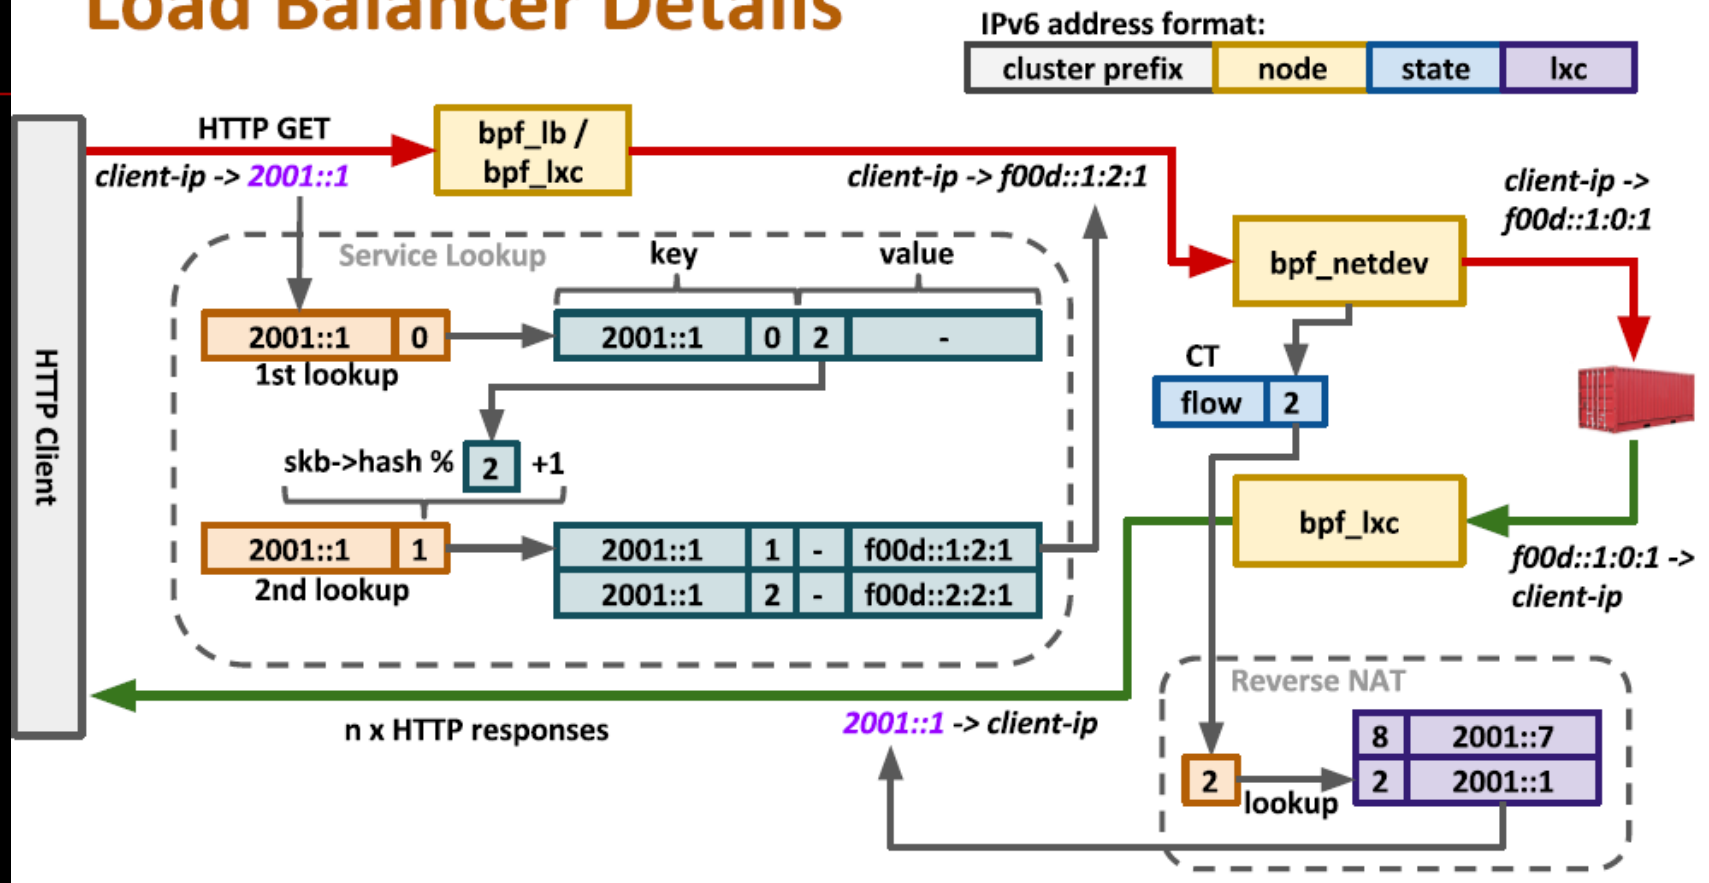 Load Balancer Details
IPv6 address format:
cluster prefix node state lxc
HTTP Client
HTTP GET
client-ip -> 2001::1
bpf_lb /
bpf_lxc
client-ip -> f00d::1:2:1
client-ip ->
f00d::1:0:1
bpf_netdev
Service Lookup
key value
2001::1 0
1st lookup
2001::1 0 2 -
skb->hash % 2 +1
2001::1 1
2nd lookup
2001::1 1 - f00d::1:2:1
2001::1 2 - f00d::2:2:1
CT
flow 2
bpf_lxc
f00d::1:0:1 ->
client-ip
n x HTTP responses
2001::1 -> client-ip
Reverse NAT
2
lookup
8 2001::7
2 2001::1